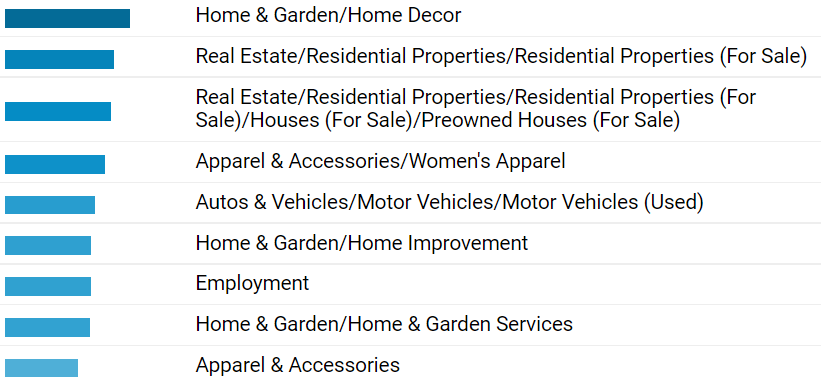 Home & Garden/Home Decor
Real Estate/Residential Properties/Residential Properties (For Sale)
Real Estate/Residential Properties/Residential Properties (For
Sale)/Houses (For Sale)/Preowned Houses (For Sale)
Apparel & Accessories/Women's Apparel
Autos & Vehicles/Motor Vehicles/Motor Vehicles (Used)
Home & Garden/Home Improvement
Employment
Home & Garden/Home & Garden Services
Apparel & Accessories